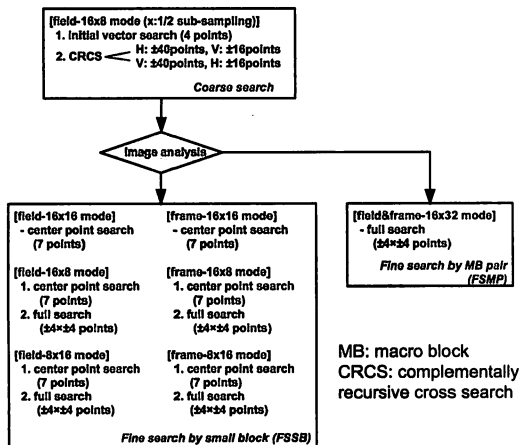 [field-16x8 mode (x:1/2 sub-sampling)]
1. Initial vector search (4 points)
2. CRCS
H: ±40points, V: ±16points
V: ±40points, H: ±16points
Coarse search
Image analysis
[field-16x16 mode]
- center point search
(7 points)
[field-16x8 mode]
1. center point search
(7 points)
2. full search
(±4×±4 points)
[field-8x16 mode]
1. center point search
(7 points)
2. full search
(±4×±4 points)
[frame-16x16 mode]
- center point search
(7 points)
[frame-16x8 mode]
1. center point search
(7 points)
2. full search
(±4×±4 points)
[frame-8x16 mode]
1. center point search
(7 points)
2. full search
(±4×±4 points)
Fine search by small block (FSSB)
[field&frame-16x32 mode]
- full search
(±4×±4 points)
Fine search by MB pair
(FSMP)
MB: macro block
CRCS: complementally
recursive cross search